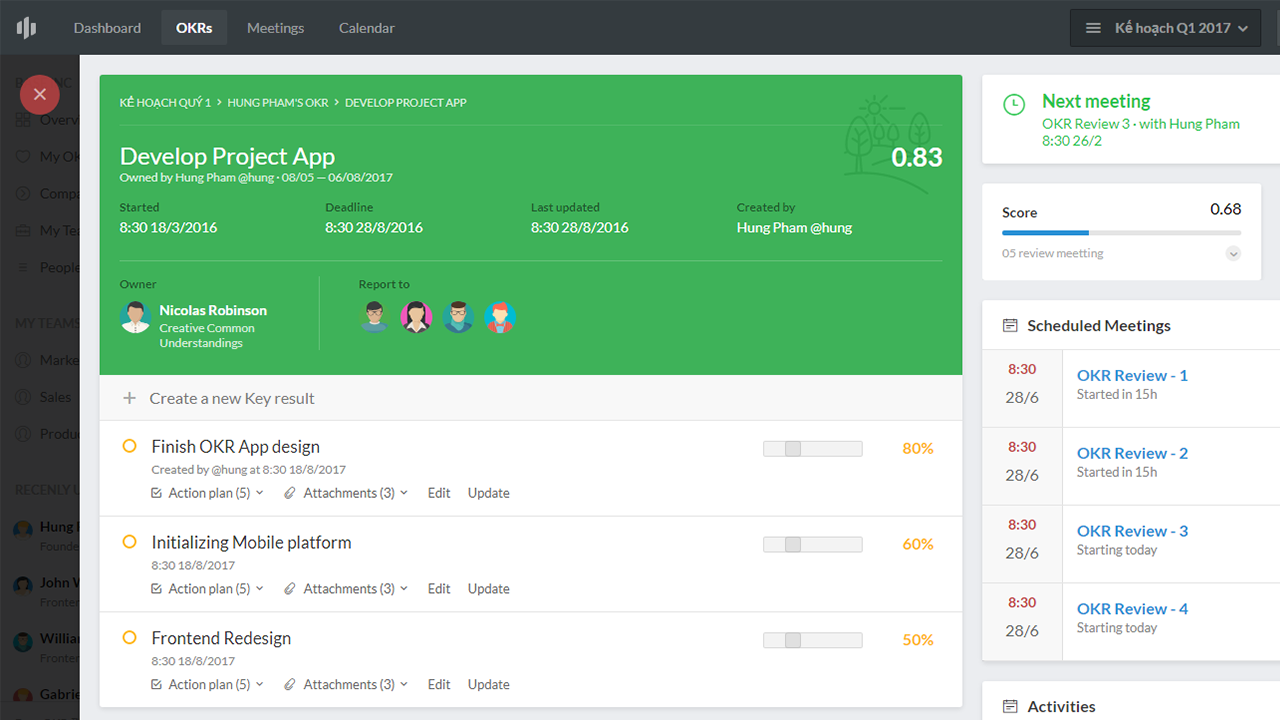 Dashboard
OKRs
Meetings
Calendar
Kế hoạch Q1 2017
Overv
My OK
Compa
My Tea
People
MY TEAMS
Marke
Sales
Produ
RECENLY
Hung
Founde
John W
Fronten
Willia
Fronten
Gabrie
KẾ HOẠCH QUÝ 1 > HUNG PHAM'S OKR > DEVELOP PROJECT APP
Develop Project App
0.83
Owned by Hung Pham @hung · 08/05 — 06/08/2017
Started
Deadline
Last updated
Created by
8:30 18/3/2016
8:30 28/8/2016
8:30 28/8/2016
Hung Pham @hung
Owner
Report to
Nicolas Robinson
Creative Common
Understandings
Create a new Key result
Finish OKR App design
80%
Created by @hung at 8:30 18/8/2017
Action plan (5) Attachments (3) Edit Update
Initializing Mobile platform
60%
8:30 18/8/2017
Action plan (5) Attachments (3) Edit Update
Frontend Redesign
50%
8:30 18/8/2017
Action plan (5) Attachments (3) Edit Update
Next meeting
OKR Review 3 · with Hung Pham
8:30 26/2
Score
0.68
05 review meetting
Scheduled Meetings
8:30
28/6
OKR Review - 1
Started in 15h
8:30
28/6
OKR Review - 2
Started in 15h
8:30
28/6
OKR Review - 3
Starting today
8:30
28/6
OKR Review - 4
Starting today
Activities